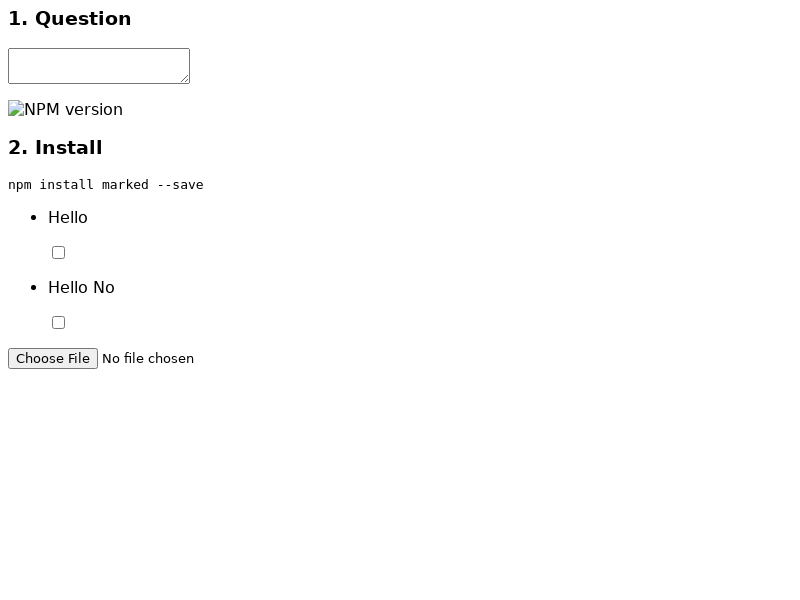 1. Question
NPM version
2. Install
npm install marked --save
Hello
Hello No
Choose File No file chosen